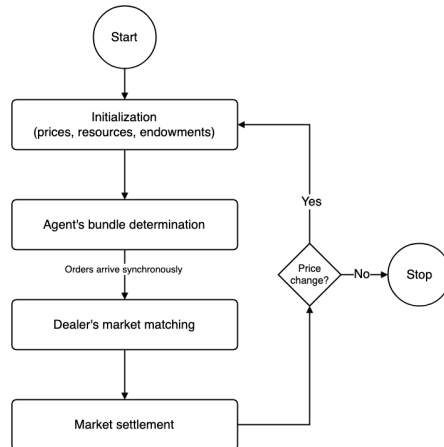 Start
Initialization
(prices, resources, endowments)
Agent's bundle determination
Orders arrive synchronously
Dealer's market matching
Market settlement
Yes
Price
change?
No
Stop